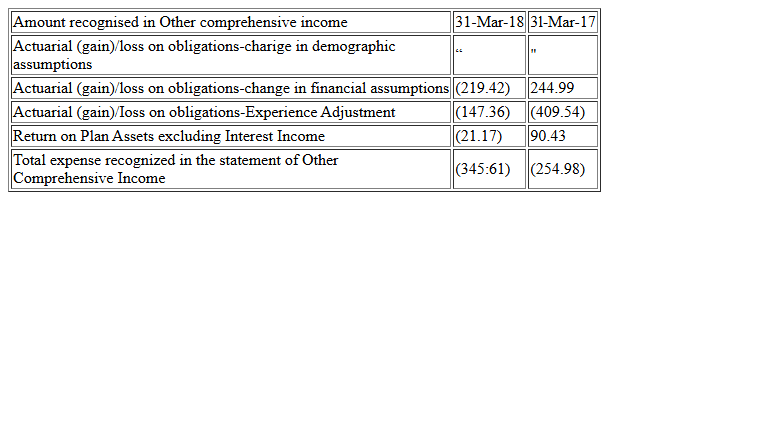 Amount recognised in Other comprehensive income 31-Mar-18 3l-Mar-17
Actuarial (gain)/loss on obligations-charige in demographic
assumptions “ "
Actuarial (gain)/loss on obligations-change in financial assumptions (219.42) 244.99
Actuarial (gain)/Ioss on obligations-Experience Adjustment (147.36) (409.54)
Return on Plan Assets excluding Interest Income (21.17) 90.43
Total expense recognized in the statement of Other
Comprehensive Income (345:61) (254.98)